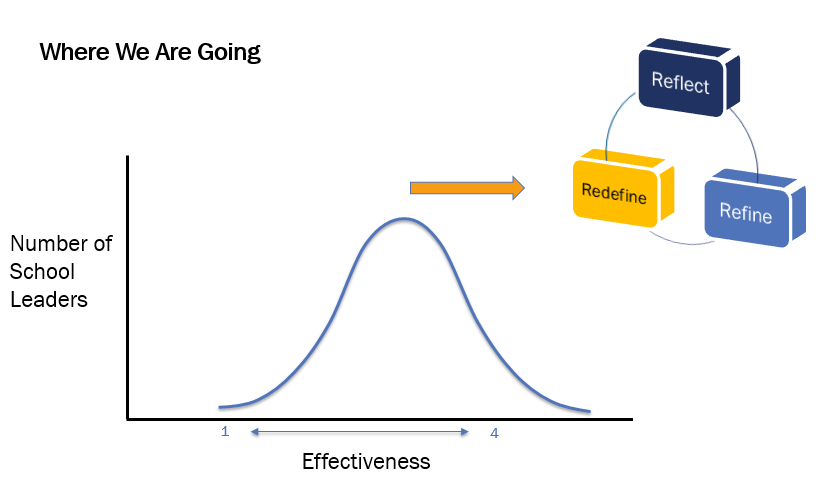 Where We Are Going
Reflect
Redefine
Refine
Number of
School
Leaders
1
4
Effectiveness